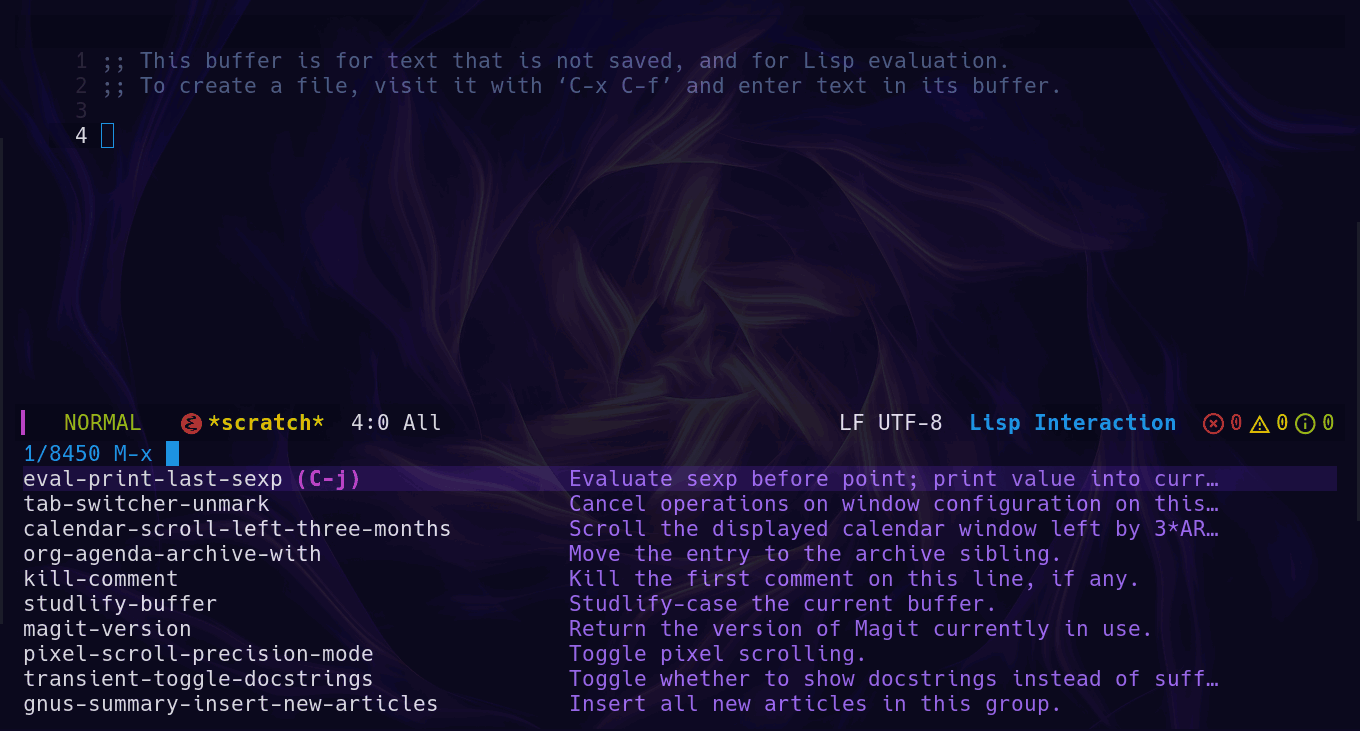 1 ;; This buffer is for text that is not saved, and for Lisp evaluation.
2 ;; To create a file, visit it with ‘C-x C-f’ and enter text in its buffer.
3
4
NORMAL *scratch* 4:0 All LF UTF-8 Lisp Interaction 0 0 0
1/8450 M-x
eval-print-last-sexp (C-j) Evaluate sexp before point; print value into curr…
tab-switcher-unmark Cancel operations on window configuration on this…
calendar-scroll-left-three-months Scroll the displayed calendar window left by 3*AR…
org-agenda-archive-with Move the entry to the archive sibling.
kill-comment Kill the first comment on this line, if any.
studlify-buffer Studlify-case the current buffer.
magit-version Return the version of Magit currently in use.
pixel-scroll-precision-mode Toggle pixel scrolling.
transient-toggle-docstrings Toggle whether to show docstrings instead of suff…
gnus-summary-insert-new-articles Insert all new articles in this group.